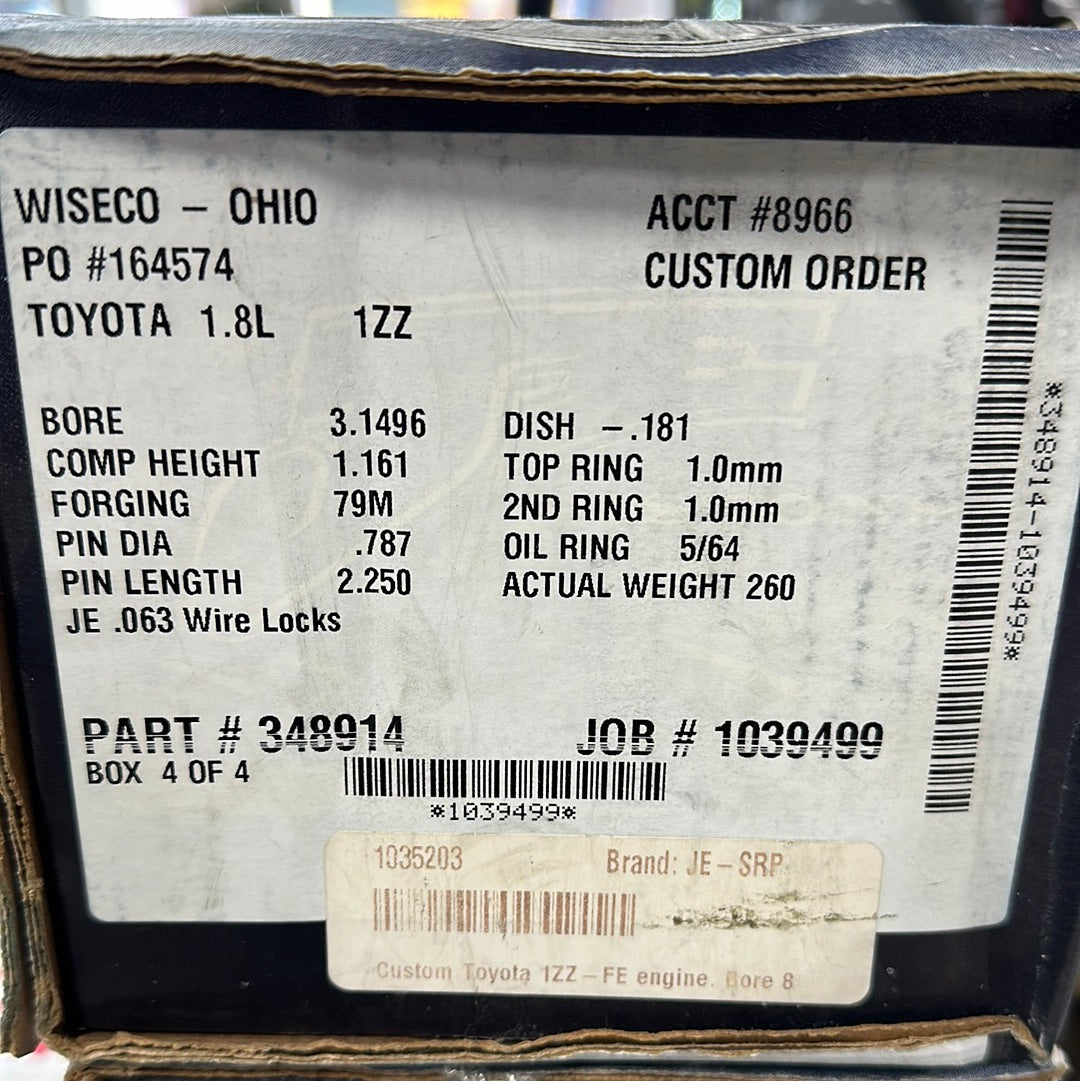 WISECO – OHIO
ACCT #8966
PO #164574
CUSTOM ORDER
TOYOTA 1.8L 1ZZ
BORE 3.1496
COMP HEIGHT 1.161
FORGING 79M
PIN DIA .787
PIN LENGTH 2.250
JE .063 Wire Locks
DISH –.181
TOP RING 1.0mm
2ND RING 1.0mm
OIL RING 5/64
ACTUAL WEIGHT 260
PART # 348914
JOB # 1039499
BOX 4 OF 4
*1039499*
*348914-1039499*
1035203 Brand: JE – SRP
Custom Toyota 1ZZ – FE engine. Bore 8